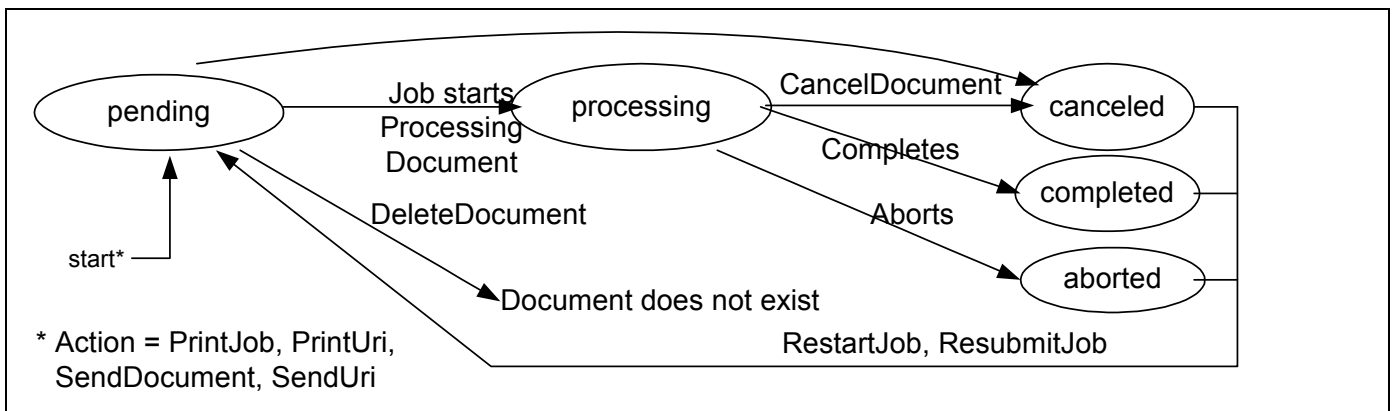 pending
Job starts
Processing
Document
processing
CancelDocument
canceled
Completes
completed
DeleteDocument
Aborts
aborted
start*
Document does not exist
* Action = PrintJob, PrintUri,
SendDocument, SendUri
RestartJob, ResubmitJob